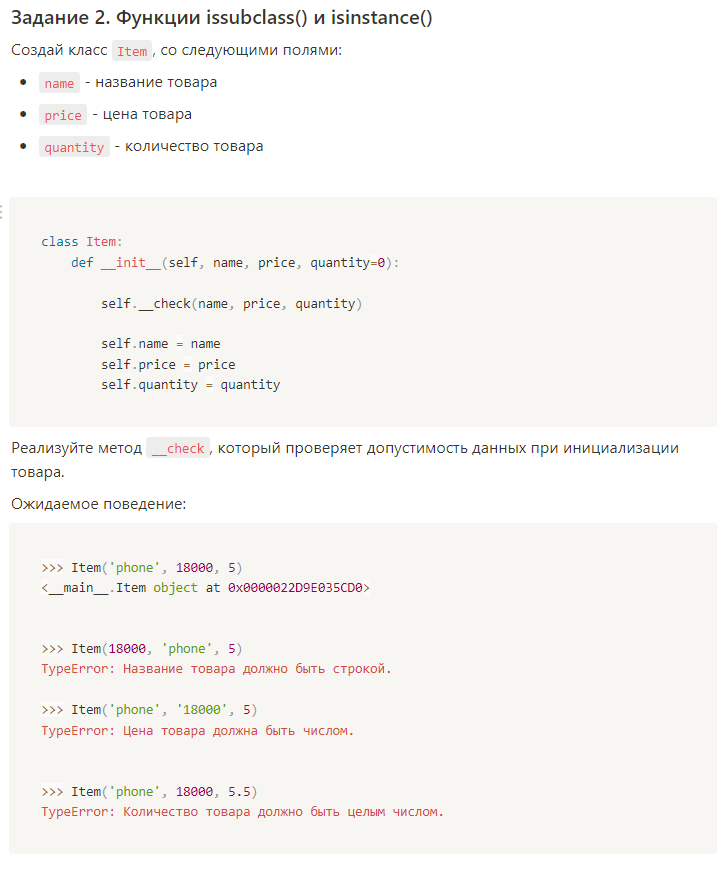 Задание 2. Функции issubclass() и isinstance()
Создай класс Item, со следующими полями:
• name - название товара
• price - цена товара
• quantity - количество товара
class Item:
    def __init__(self, name, price, quantity=0):
        self.__check(name, price, quantity)
        self.name = name
        self.price = price
        self.quantity = quantity
Реализуйте метод __check, который проверяет допустимость данных при инициализации
товара.
Ожидаемое поведение:
>>> Item('phone', 18000, 5)
<__main__.Item object at 0x0000022D9E035CD0>
>>> Item(18000, 'phone', 5)
TypeError: Название товара должно быть строкой.
>>> Item('phone', '18000', 5)
TypeError: Цена товара должна быть числом.
>>> Item('phone', 18000, 5.5)
TypeError: Количество товара должно быть целым числом.